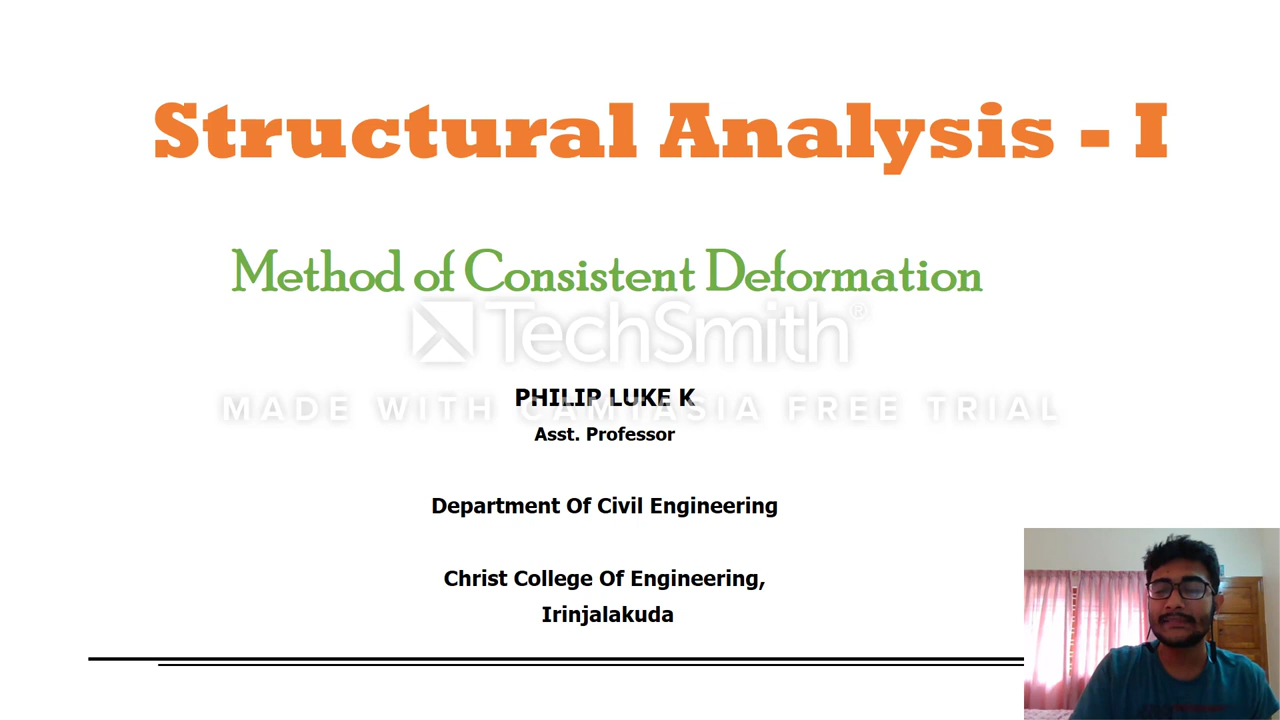 Structural Analysis - I
Method of Consistent Deformation
TechSmith®
PHILIP LUKE K
MADE WITH CAMTASIA FREE TRIAL
Asst. Professor
Department Of Civil Engineering
Christ College Of Engineering,
Irinjalakuda